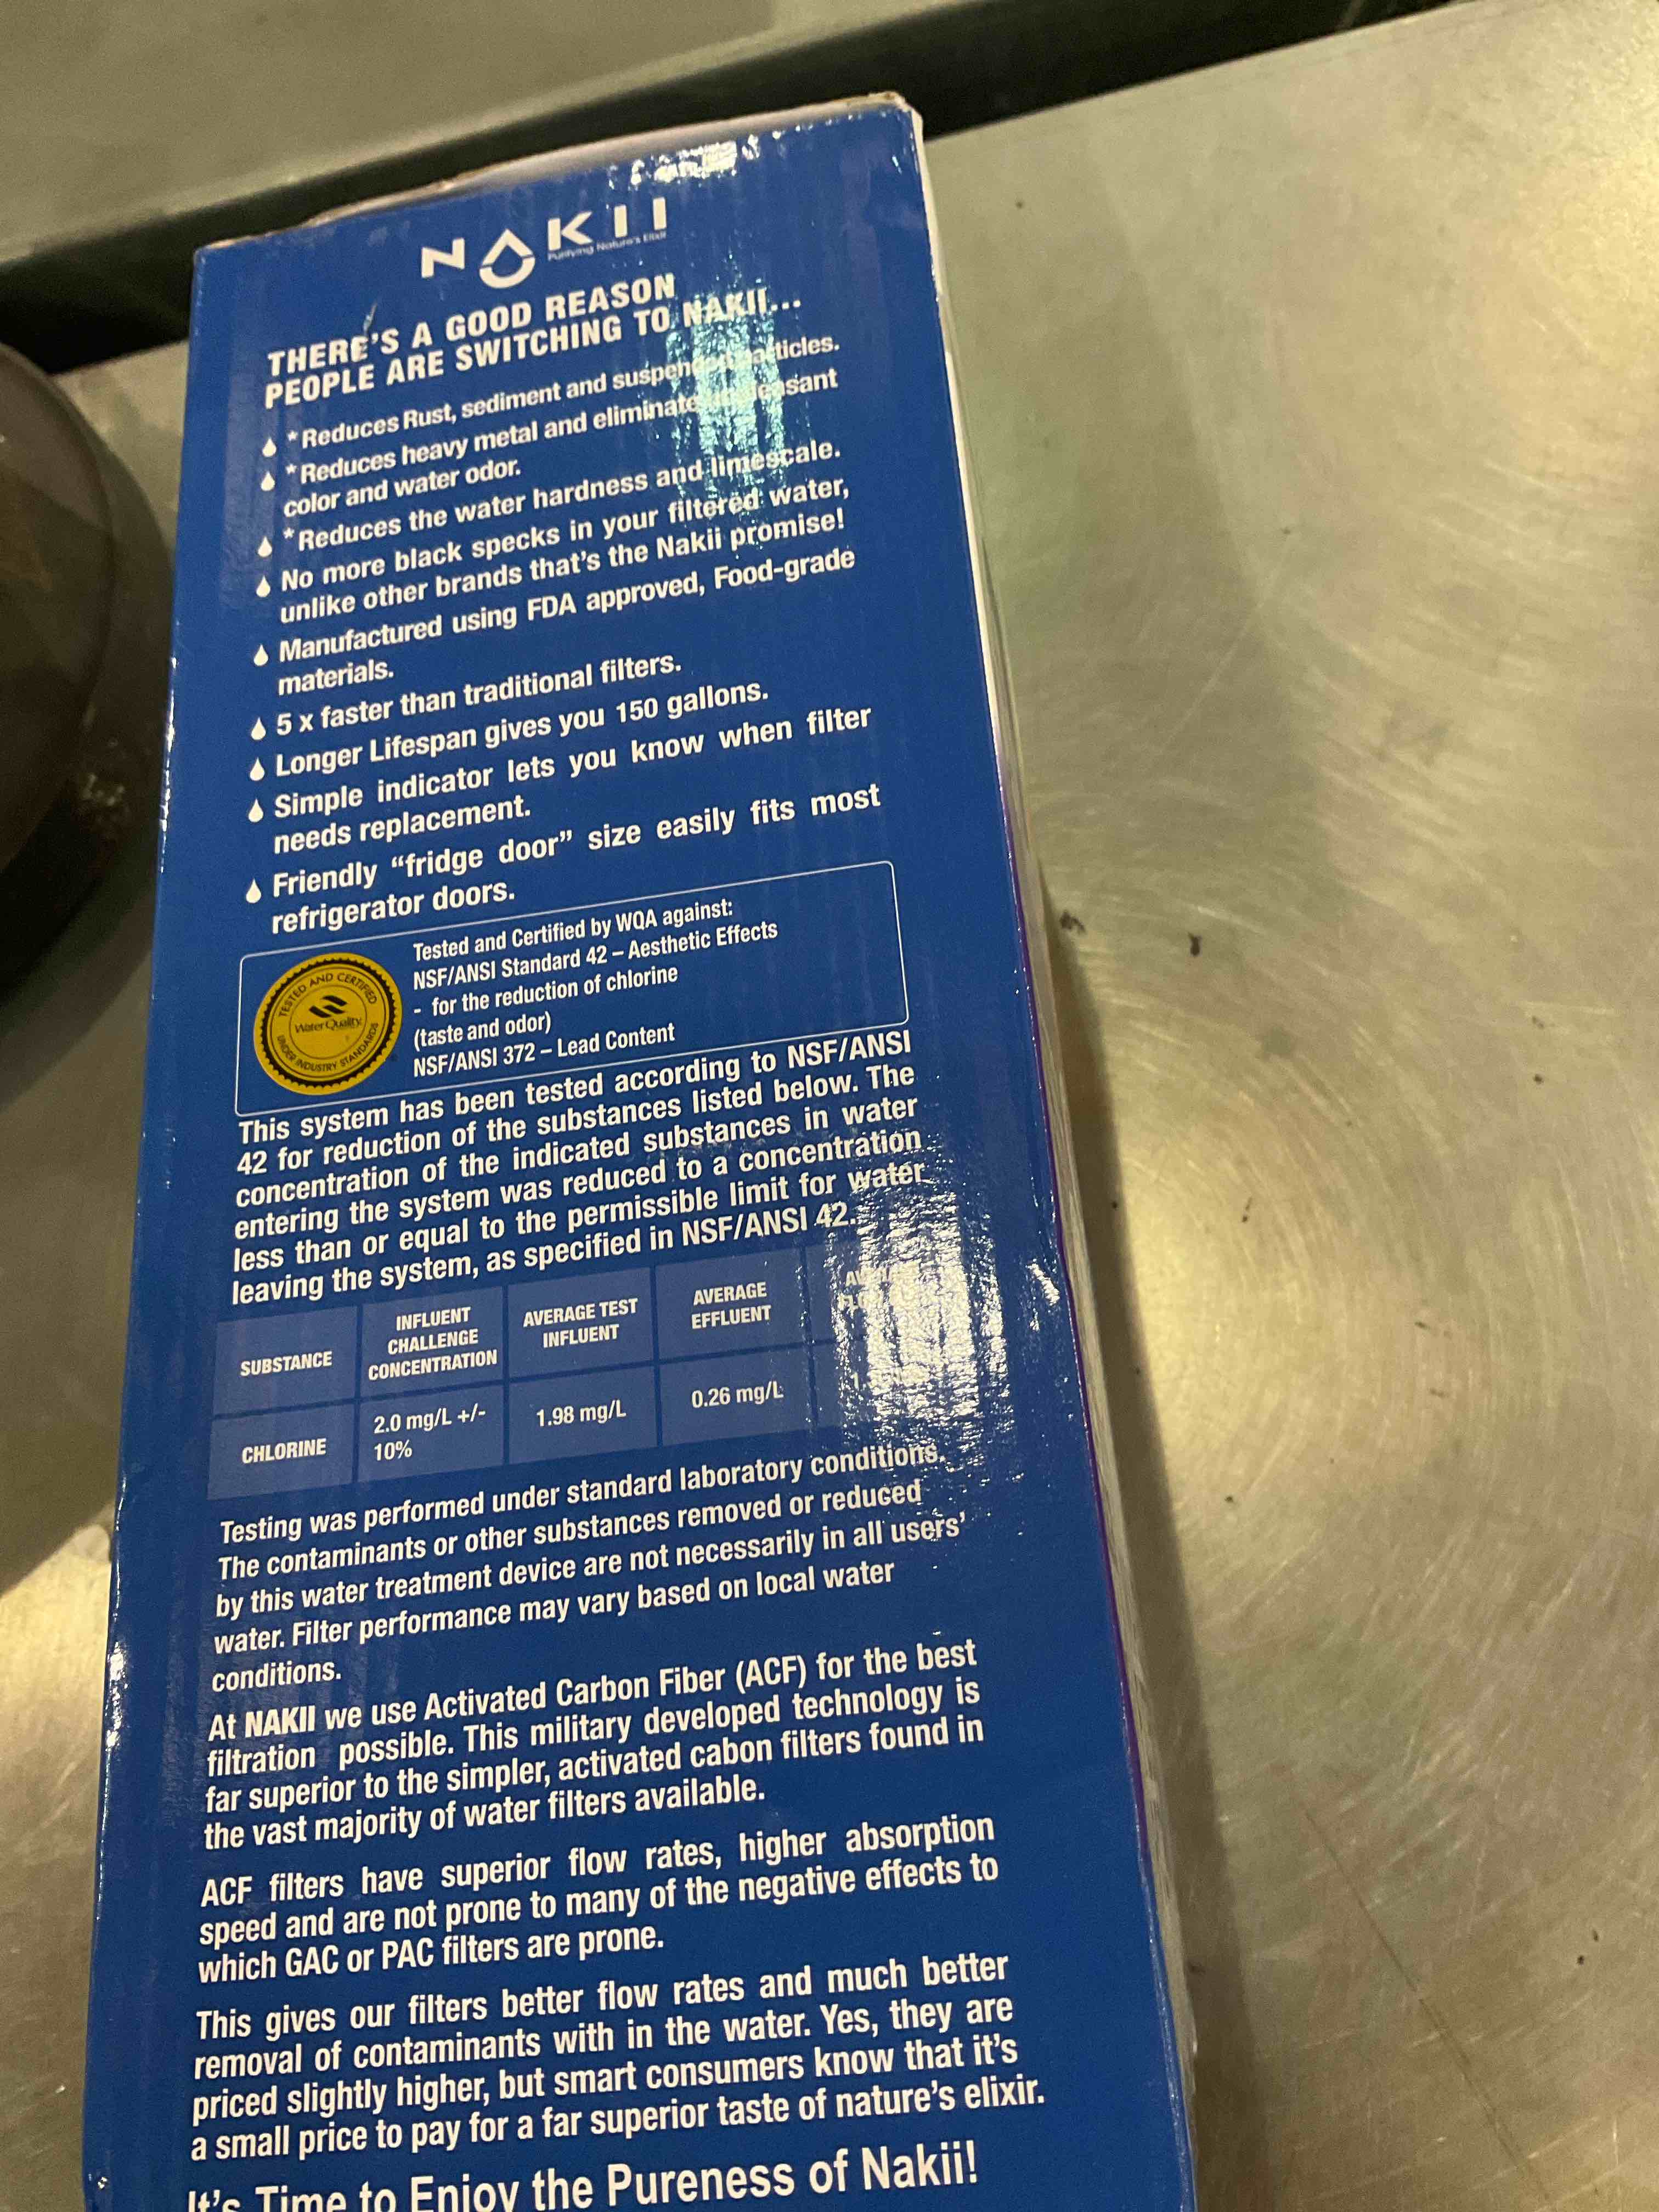 NAKII
Purifying Nature's Elixir
THERE'S A GOOD REASON
PEOPLE ARE SWITCHING TO NAKII...
*Reduces Rust, sediment and suspended particles.
*Reduces heavy metal and eliminate unpleasant
color and water odor.
*Reduces the water hardness and limescale.
No more black specks in your filtered water,
unlike other brands that's the Nakii promise!
Manufactured using FDA approved, Food-grade
materials.
5 x faster than traditional filters.
Longer Lifespan gives you 150 gallons.
Simple indicator lets you know when filter
needs replacement.
Friendly “fridge door” size easily fits most
refrigerator doors.
TESTED AND CERTIFIED
Water Quality
UNDER INDUSTRY STANDARDS
Tested and Certified by WQA against:
NSF/ANSI Standard 42 – Aesthetic Effects
- for the reduction of chlorine
(taste and odor)
NSF/ANSI 372 – Lead Content
This system has been tested according to NSF/ANSI
42 for reduction of the substances listed below. The
concentration of the indicated substances in water
entering the system was reduced to a concentration
less than or equal to the permissible limit for water
leaving the system, as specified in NSF/ANSI 42.
SUBSTANCE
INFLUENT
CHALLENGE
CONCENTRATION
AVERAGE TEST
INFLUENT
AVERAGE
EFFLUENT
CHLORINE
2.0 mg/L +/-
10%
1.98 mg/L
0.26 mg/L
Testing was performed under standard laboratory conditions.
The contaminants or other substances removed or reduced
by this water treatment device are not necessarily in all users’
water. Filter performance may vary based on local water
conditions.
At NAKII we use Activated Carbon Fiber (ACF) for the best
filtration possible. This military developed technology is
far superior to the simpler, activated cabon filters found in
the vast majority of water filters available.
ACF filters have superior flow rates, higher absorption
speed and are not prone to many of the negative effects to
which GAC or PAC filters are prone.
This gives our filters better flow rates and much better
removal of contaminants with in the water. Yes, they are
priced slightly higher, but smart consumers know that it’s
a small price to pay for a far superior taste of nature’s elixir.
It's Time to Enjoy the Pureness of Nakii!